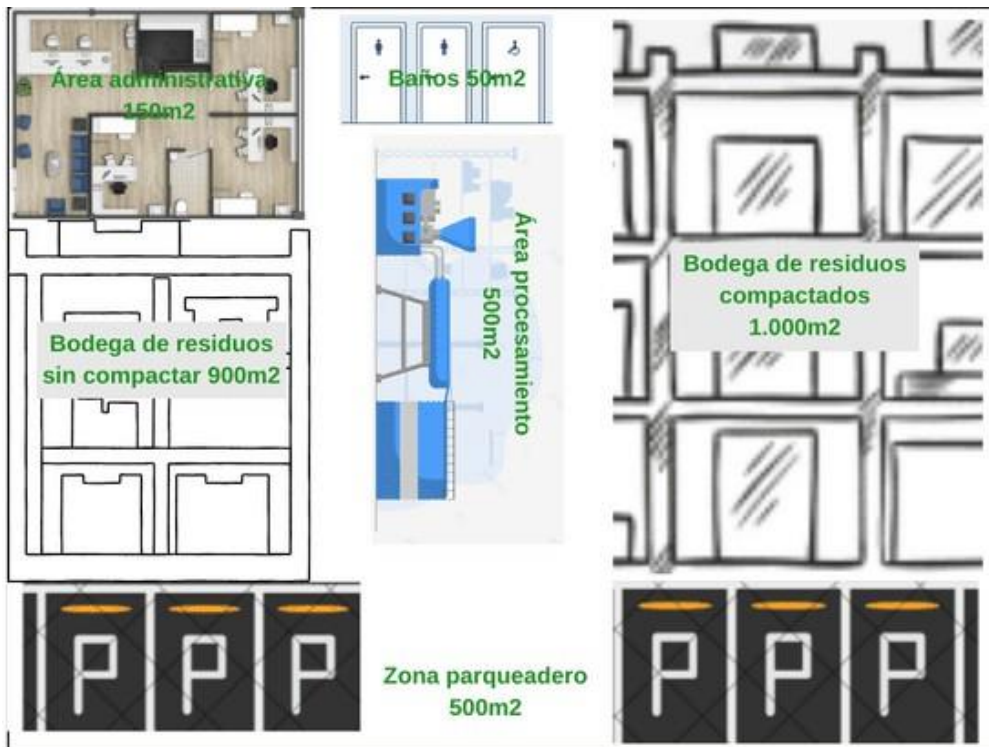 Área administrativa
150m2
Baños 50m2
Área procesamiento
500m2
Bodega de residuos
compactados
1.000m2
Bodega de residuos
sin compactar 900m2
P P P
P P P
Zona parqueadero
500m2